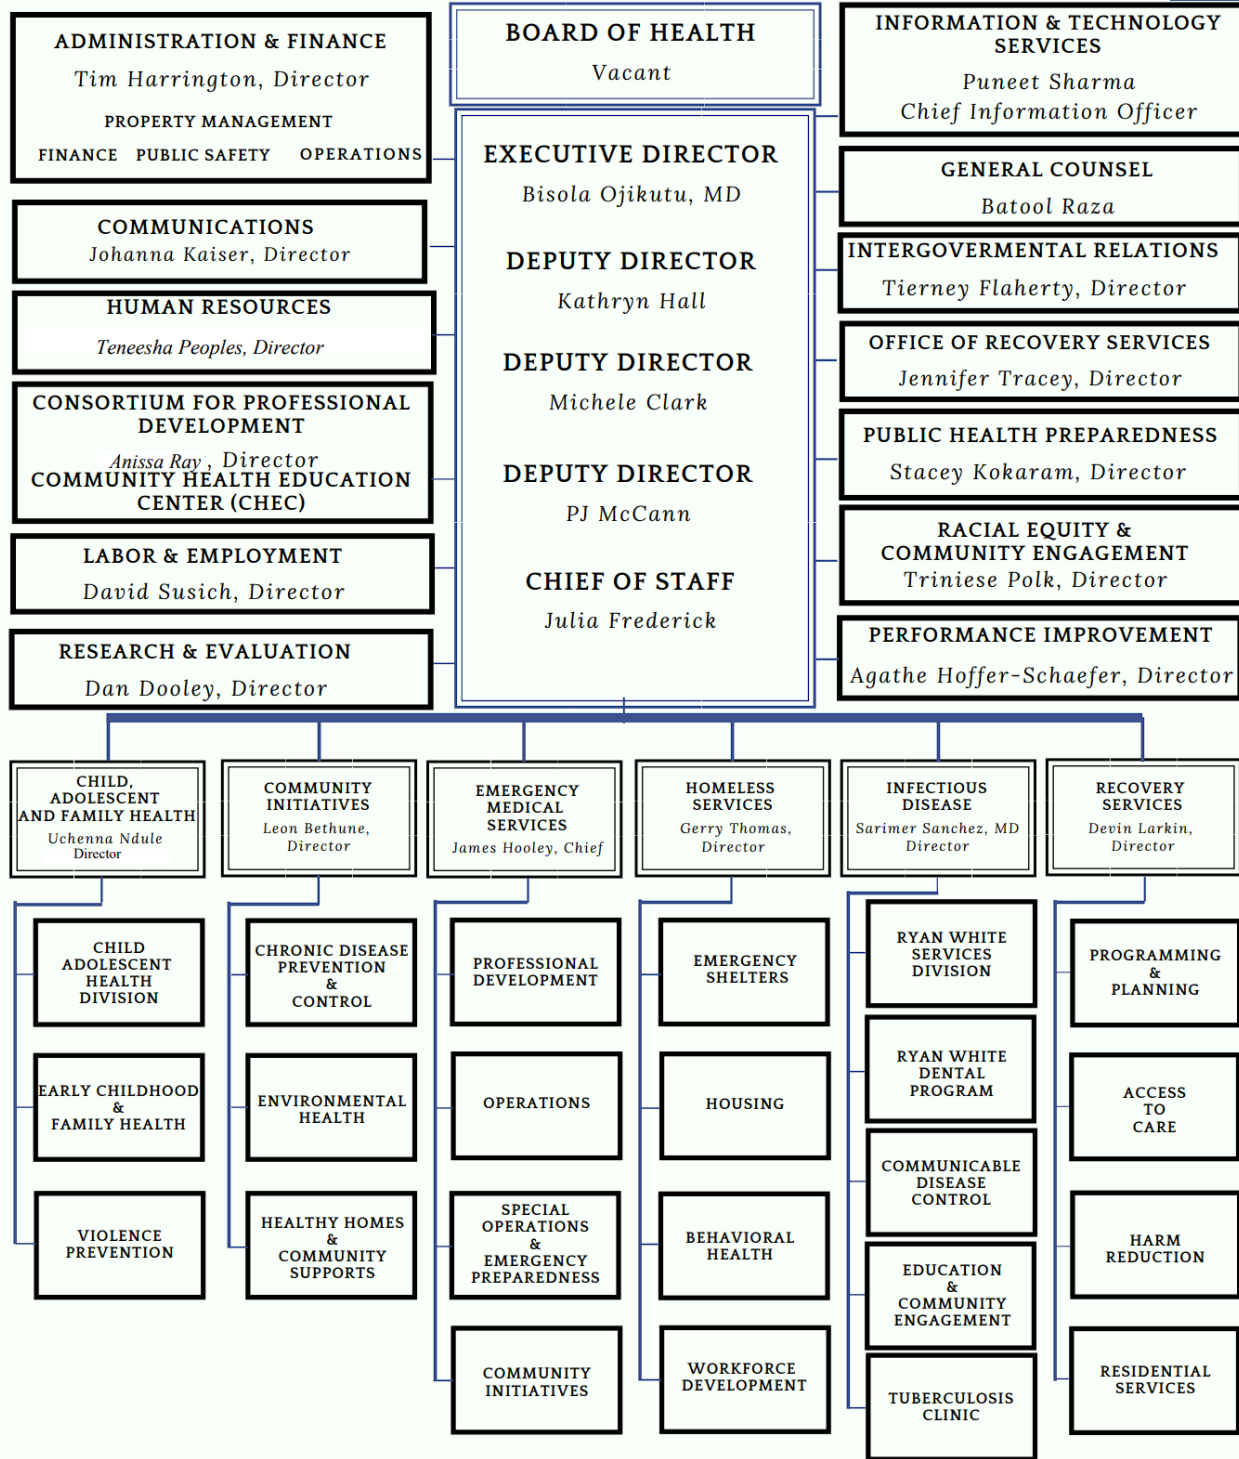 BOARD OF HEALTH
Vacant
EXECUTIVE DIRECTOR
Bisola Ojikutu, MD
DEPUTY DIRECTOR
Kathryn Hall
DEPUTY DIRECTOR
Michele Clark
DEPUTY DIRECTOR
PJ McCann
CHIEF OF STAFF
Julia Frederick
ADMINISTRATION & FINANCE
Tim Harrington, Director
PROPERTY MANAGEMENT
FINANCE PUBLIC SAFETY OPERATIONS
COMMUNICATIONS
Johanna Kaiser, Director
HUMAN RESOURCES
Teneesha Peoples, Director
CONSORTIUM FOR PROFESSIONAL
DEVELOPMENT
Anissa Ray, Director
COMMUNITY HEALTH EDUCATION
CENTER (CHEC)
LABOR & EMPLOYMENT
David Susich, Director
RESEARCH & EVALUATION
Dan Dooley, Director
INFORMATION & TECHNOLOGY
SERVICES
Puneet Sharma
Chief Information Officer
GENERAL COUNSEL
Batool Raza
INTERGOVERMENTAL RELATIONS
Tierney Flaherty, Director
OFFICE OF RECOVERY SERVICES
Jennifer Tracey, Director
PUBLIC HEALTH PREPAREDNESS
Stacey Kokaram, Director
RACIAL EQUITY &
COMMUNITY ENGAGEMENT
Triniese Polk, Director
PERFORMANCE IMPROVEMENT
Agathe Hoffer-Schaefer, Director
CHILD,
ADOLESCENT
AND FAMILY HEALTH
Uchenna Ndule
Director
CHILD
ADOLESCENT
HEALTH
DIVISION
EARLY CHILDHOOD
&
FAMILY HEALTH
VIOLENCE
PREVENTION
COMMUNITY
INITIATIVES
Leon Bethune,
Director
CHRONIC DISEASE
PREVENTION
&
CONTROL
ENVIRONMENTAL
HEALTH
HEALTHY HOMES
&
COMMUNITY
SUPPORTS
EMERGENCY
MEDICAL
SERVICES
James Hooley, Chief
PROFESSIONAL
DEVELOPMENT
OPERATIONS
SPECIAL
OPERATIONS
&
EMERGENCY
PREPAREDNESS
COMMUNITY
INITIATIVES
HOMELESS
SERVICES
Gerry Thomas,
Director
EMERGENCY
SHELTERS
HOUSING
BEHAVIORAL
HEALTH
WORKFORCE
DEVELOPMENT
INFECTIOUS
DISEASE
Sarimer Sanchez, MD
Director
RYAN WHITE
SERVICES
DIVISION
RYAN WHITE
DENTAL
PROGRAM
COMMUNICABLE
DISEASE
CONTROL
EDUCATION
&
COMMUNITY
ENGAGEMENT
TUBERCULOSIS
CLINIC
RECOVERY
SERVICES
Devin Larkin,
Director
PROGRAMMING
&
PLANNING
ACCESS
TO
CARE
HARM
REDUCTION
RESIDENTIAL
SERVICES